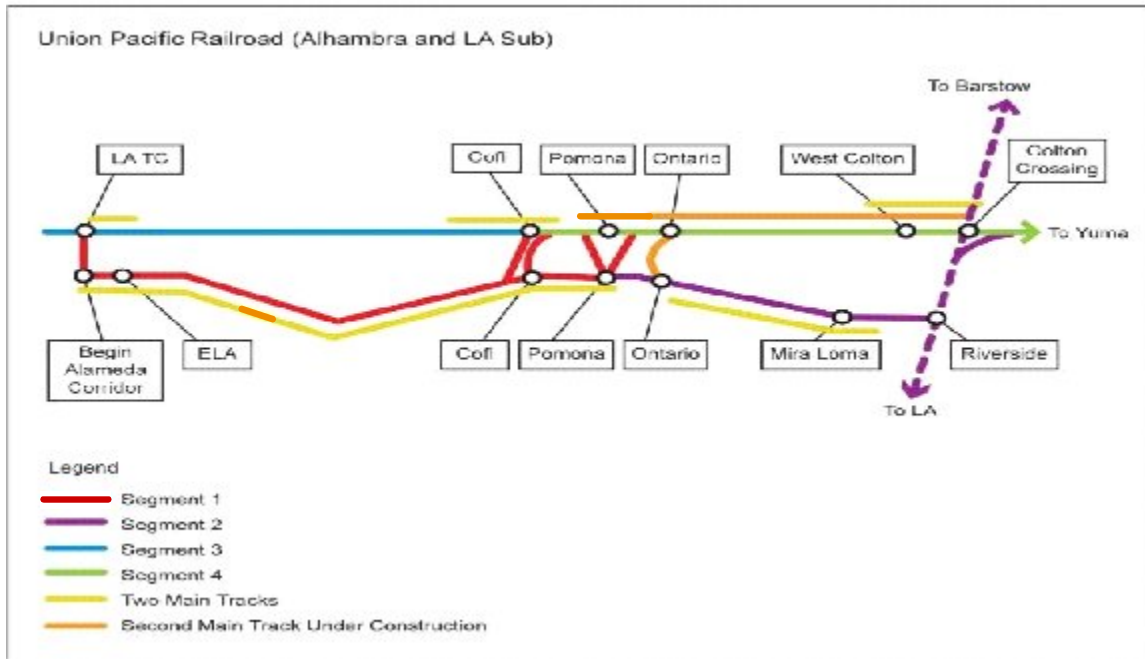 Union Pacific Railroad (Alhambra and LA Sub)
To Barstow
LA TC
Cofl
Pomona
Ontario
West Colton
Colton
Crossing
To Yuma
Begin
Alameda
Corridor
ELA
Cofl
Pomona
Ontario
Mira Loma
Riverside
To LA
Legend
Segment 1
Segment 2
Segment 3
Segment 4
Two Main Tracks
Second Main Track Under Construction